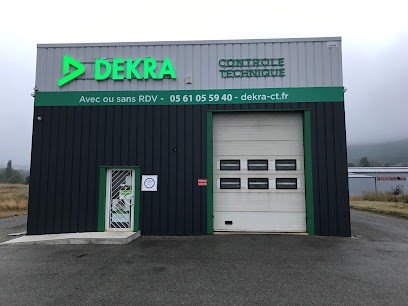 DEKRA
CONTROLE
TECHNIQUE
Avec ou sans RDV - 05 61 05 59 40 - dekra-ct.fr